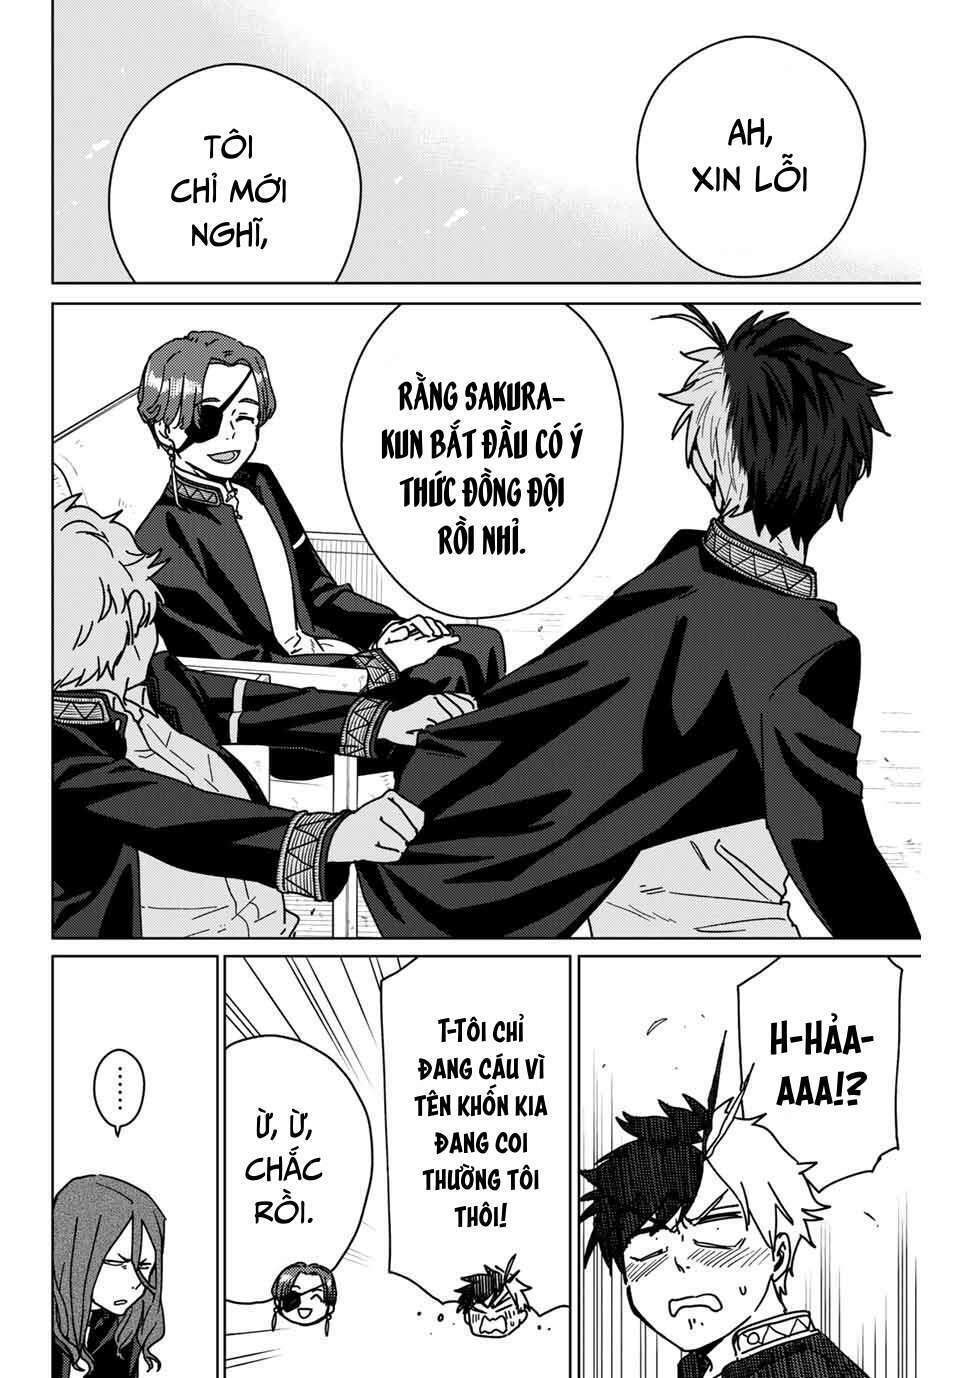 AH,
XIN LỖI
TÔI
CHỈ MỚI
NGHĨ,
RẰNG SAKURA-
KUN BẮT ĐẦU CÓ Ý
THỨC ĐỒNG ĐỘI
RỒI NHỈ.
H-HẢA-
AAA!?
T-TÔI CHỈ
ĐANG CÁU VÌ
TÊN KHỐN KIA
ĐANG COI
THƯỜNG TÔI
THÔI!
Ừ, Ừ,
CHẮC
RỒI.
......